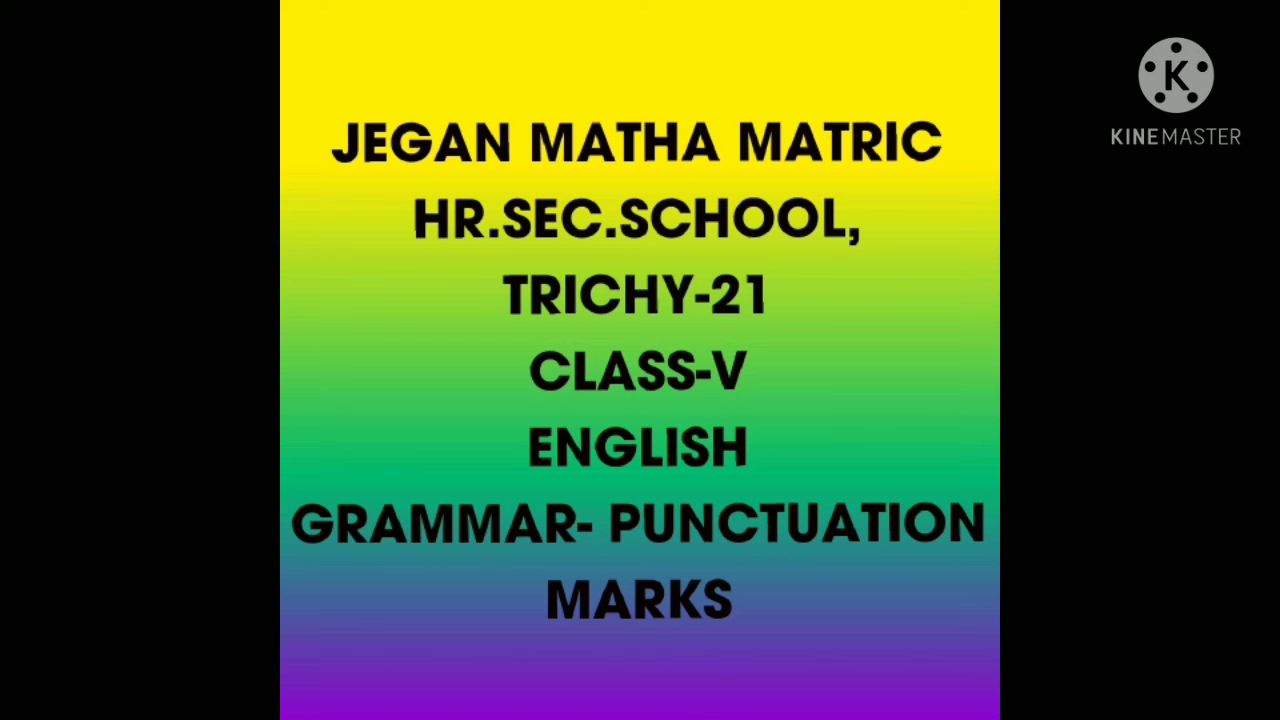 JEGAN MATHA MATRIC
HR.SEC.SCHOOL,
TRICHY-21
CLASS-V
ENGLISH
GRAMMAR- PUNCTUATION
MARKS
K
KINEMASTER